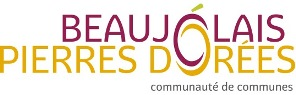 BEAUJOLAIS
PIERRES DORÉES
communauté de communes